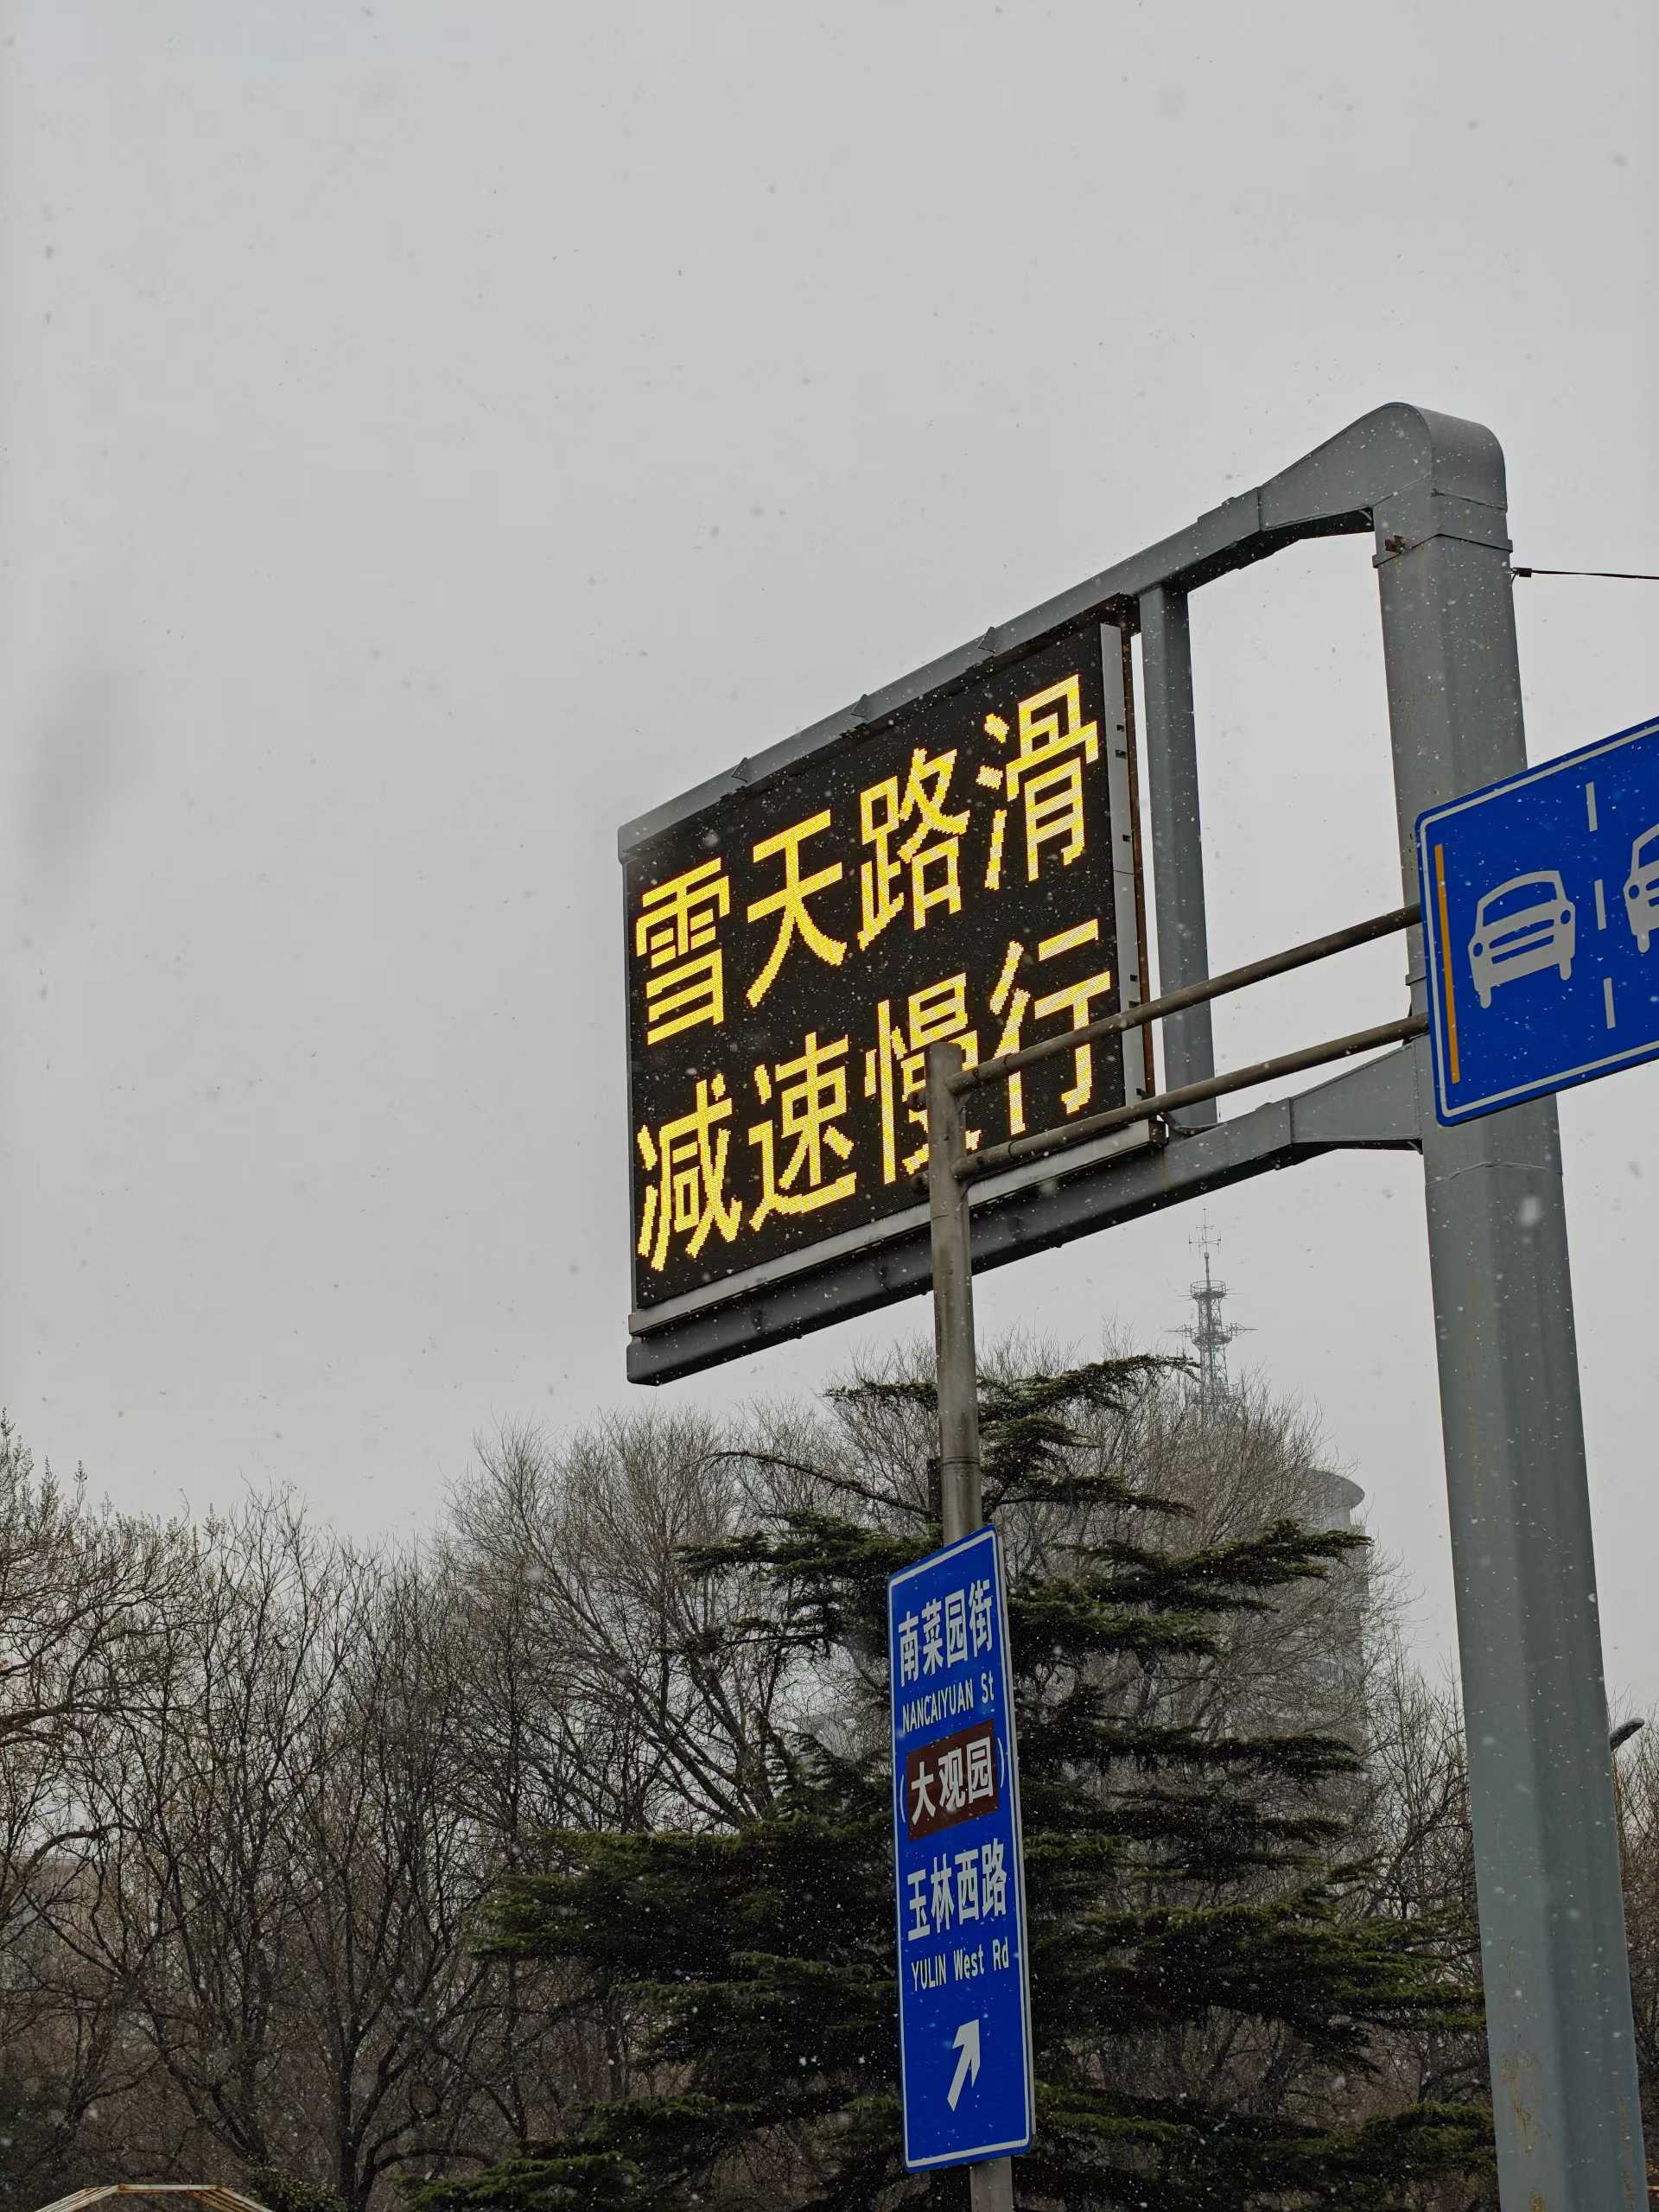 雪天路滑
减速慢行
南菜园街
NANCAIYUAN St
(大观园)
玉林西路
YULIN West Rd